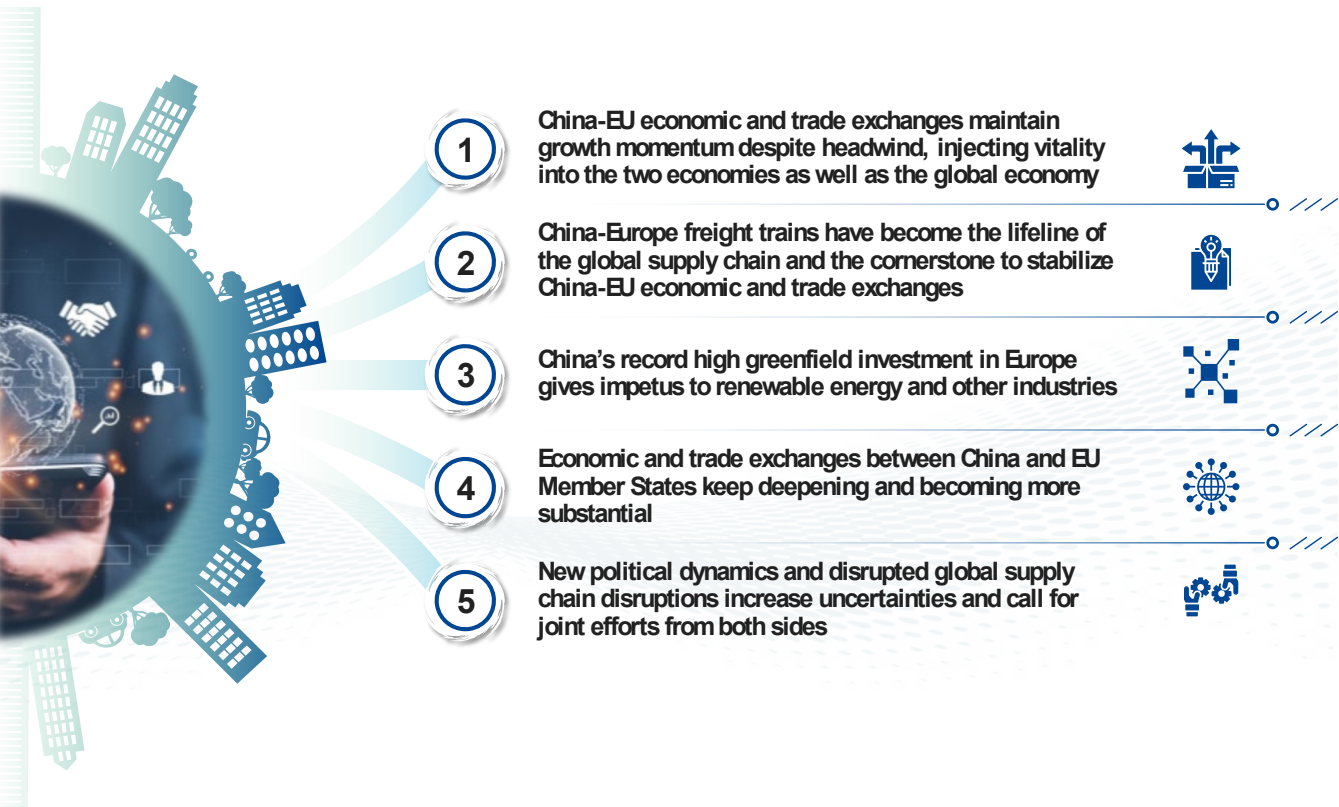 1
China-EU economic and trade exchanges maintain
growth momentum despite headwind, injecting vitality
into the two economies as well as the global economy
2
China-Europe freight trains have become the lifeline of
the global supply chain and the cornerstone to stabilize
China-EU economic and trade exchanges
3
China's record high greenfield investment in Europe
gives impetus to renewable energy and other industries
4
Economic and trade exchanges between China and EU
Member States keep deepening and becoming more
substantial
5
New political dynamics and disrupted global supply
chain disruptions increase uncertainties and call for
joint efforts from both sides